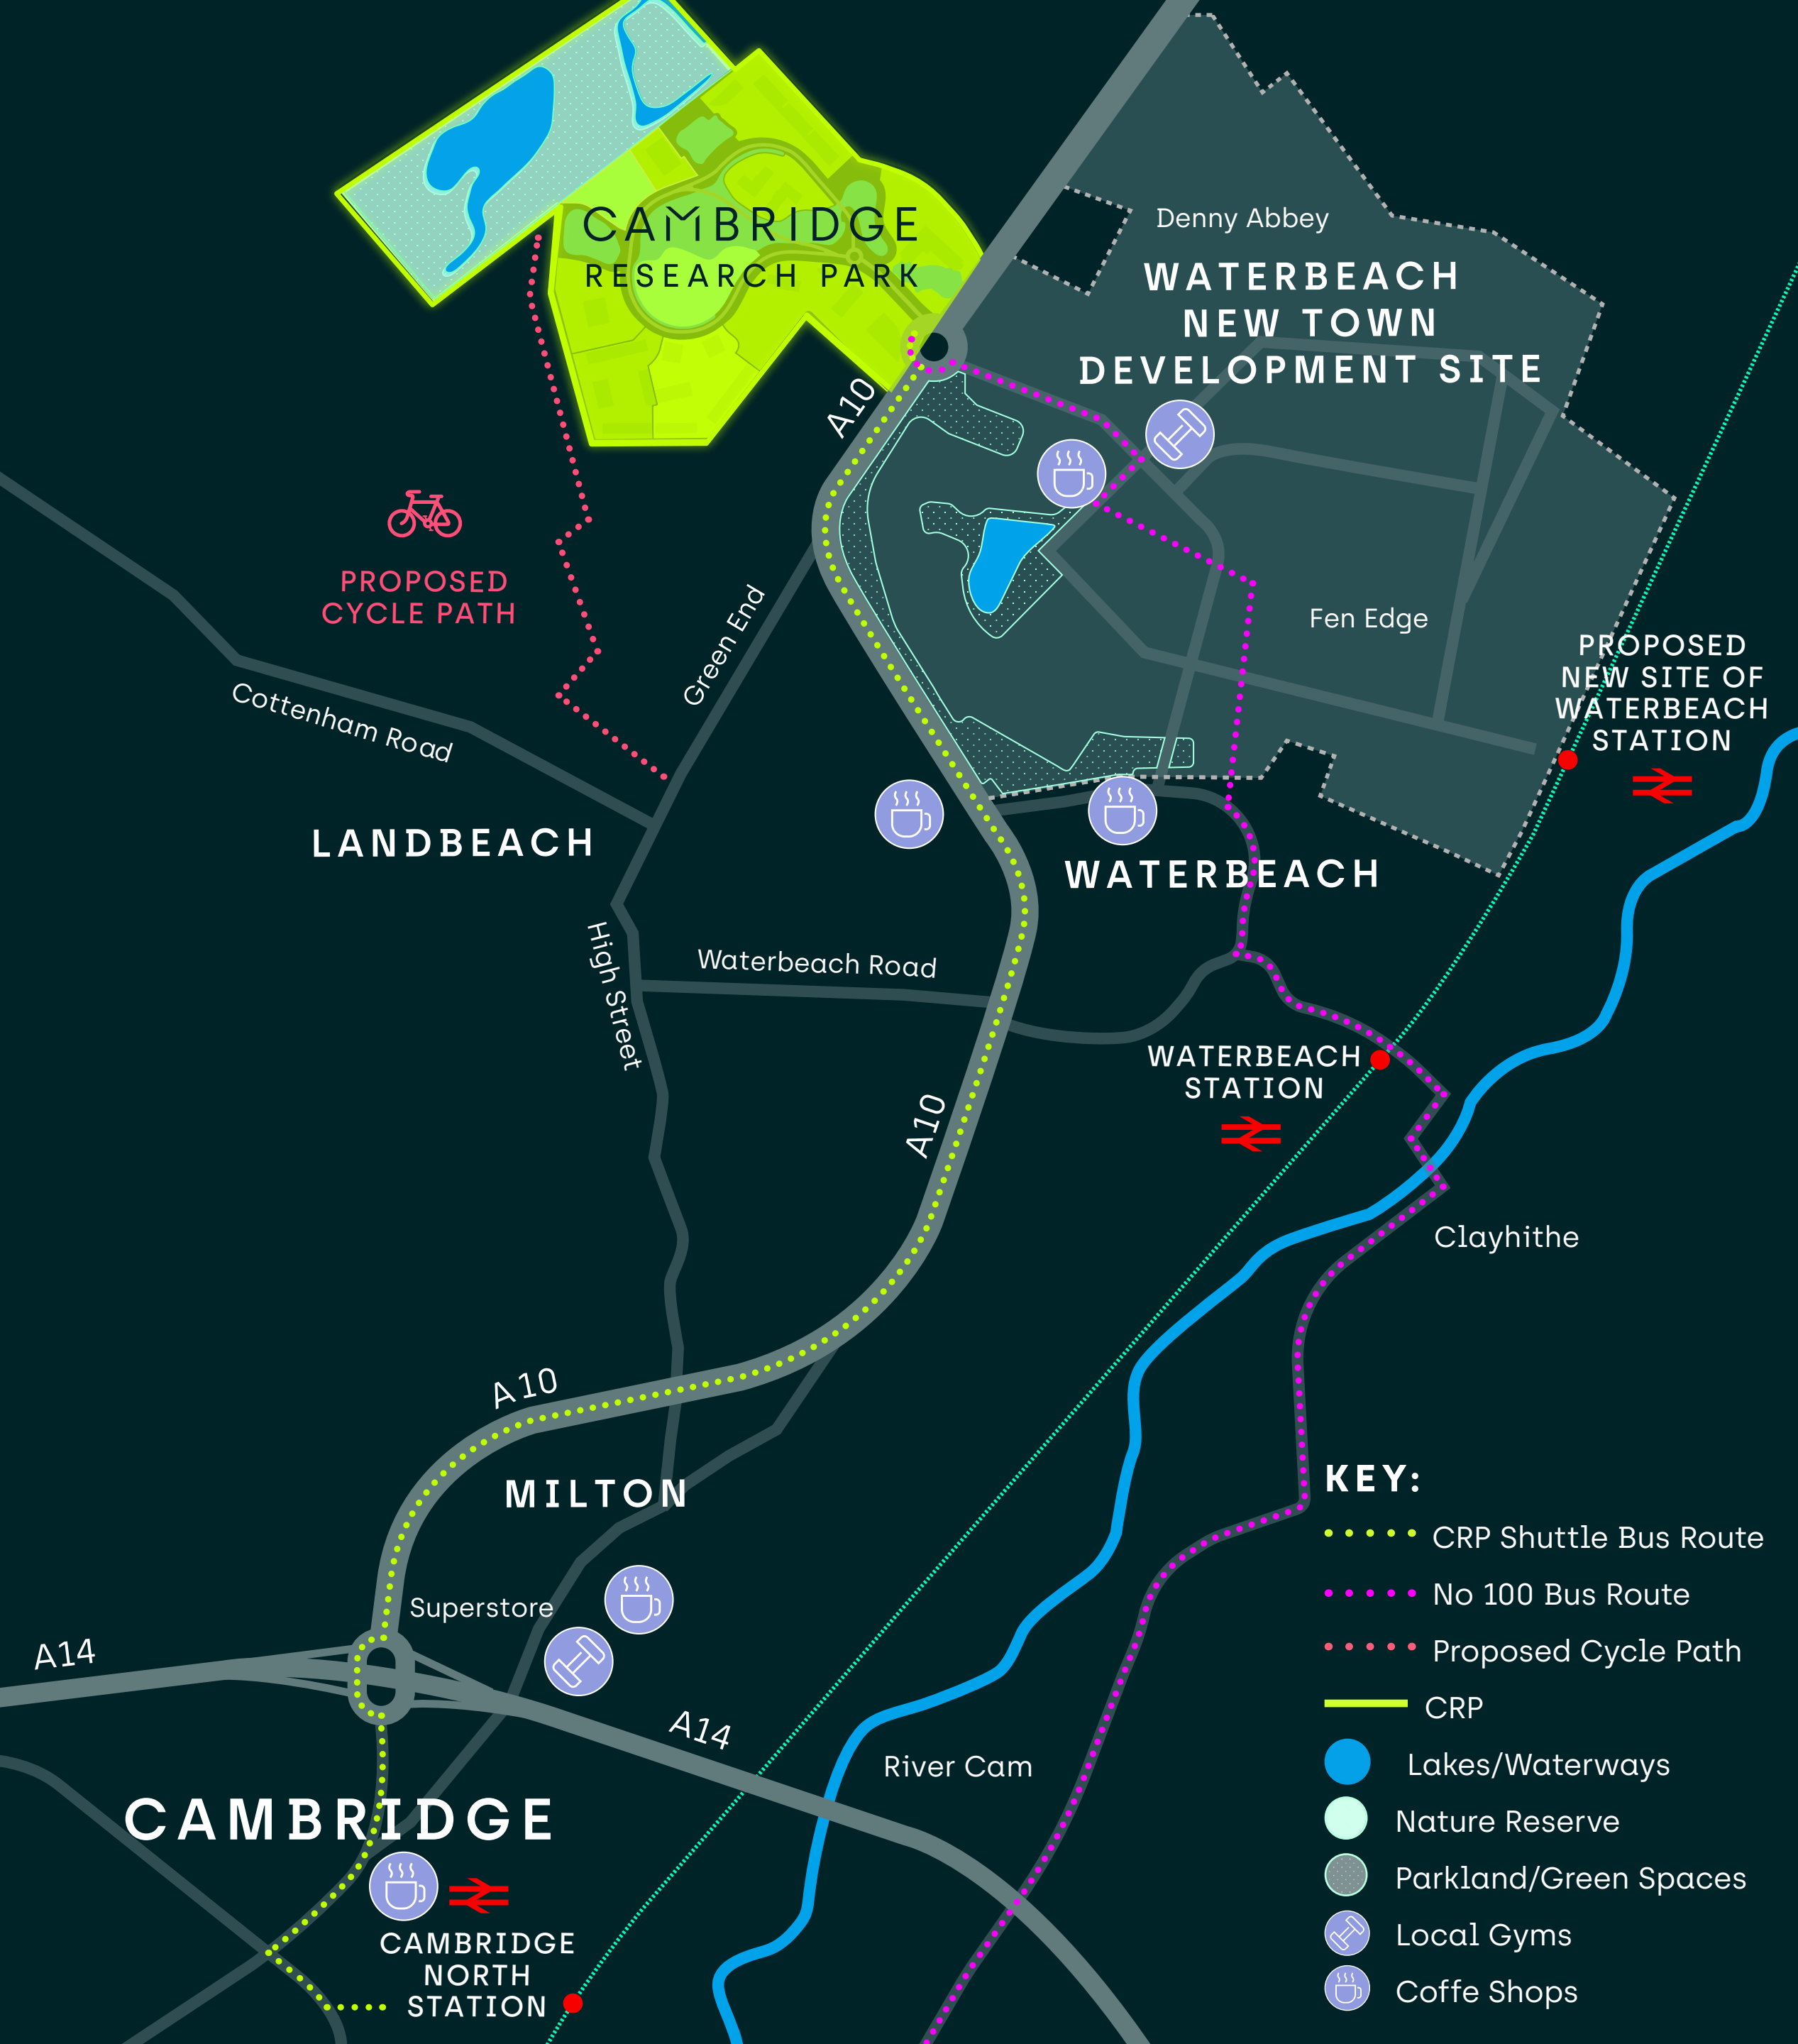 CAMBRIDGE
RESEARCH PARK
Denny Abbey
WATERBEACH
NEW TOWN
DEVELOPMENT SITE
A10
PROPOSED
CYCLE PATH
Green End
Fen Edge
PROPOSED
NEW SITE OF
WATERBEACH
STATION
Cottenham Road
LANDBEACH
WATERBEACH
High Street
Waterbeach Road
WATERBEACH
STATION
A10
Clayhithe
A10
MILTON
Superstore
A14
A14
River Cam
CAMBRIDGE
CAMBRIDGE
NORTH
STATION
KEY:
CRP Shuttle Bus Route
No 100 Bus Route
Proposed Cycle Path
CRP
Lakes/Waterways
Nature Reserve
Parkland/Green Spaces
Local Gyms
Coffe Shops